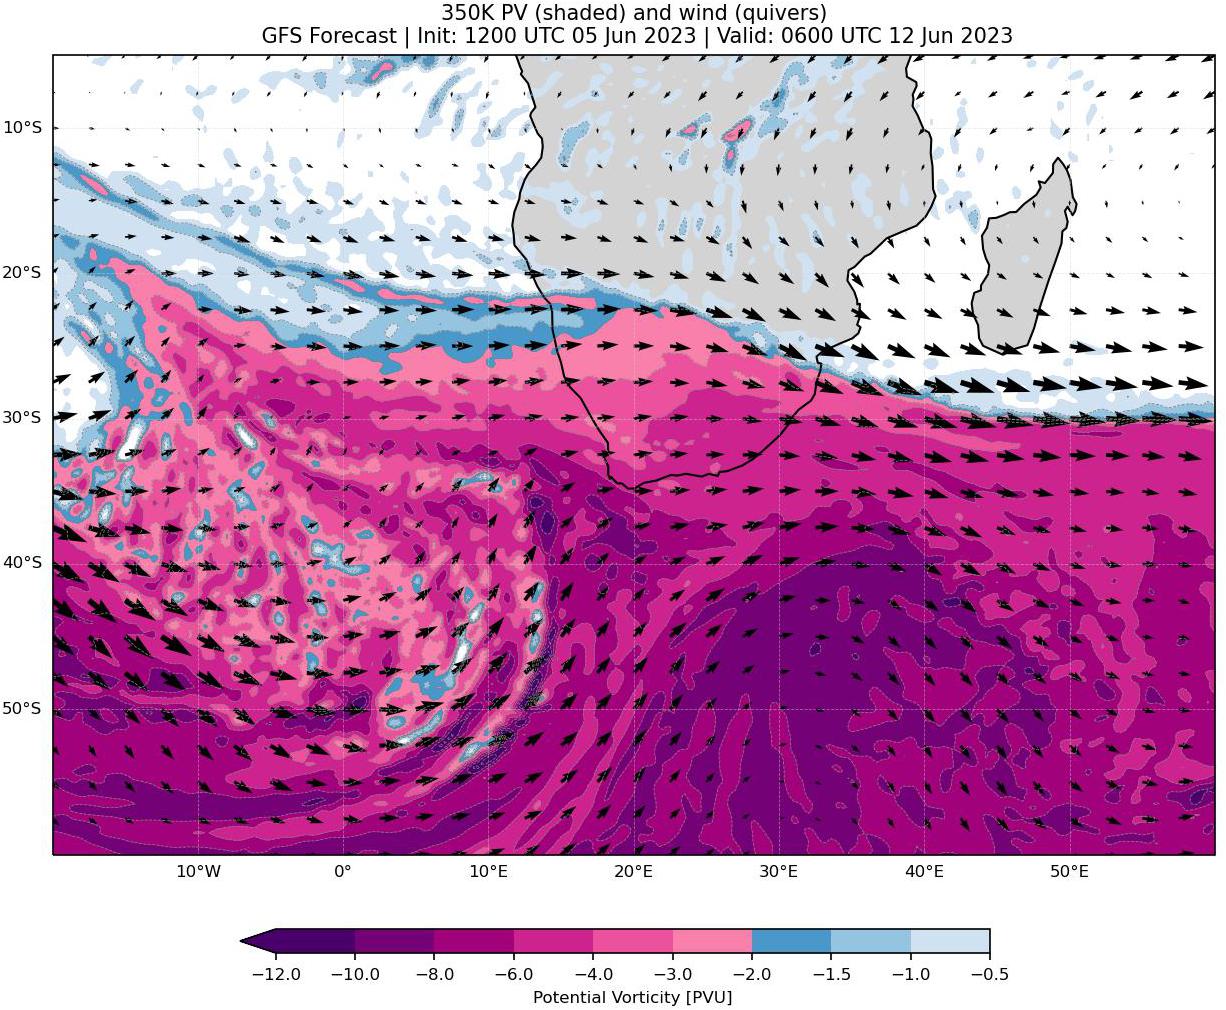 350K PV (shaded) and wind (quivers)
GFS Forecast | Init: 1200 UTC 05 Jun 2023 | Valid: 0600 UTC 12 Jun 2023
10°S
20°S
30°S
40°S
50°S
10°W 0° 10°E 20°E 30°E 40°E 50°E
−12.0 −10.0 −8.0 −6.0 −4.0 −3.0 −2.0 −1.5 −1.0 −0.5
Potential Vorticity [PVU]